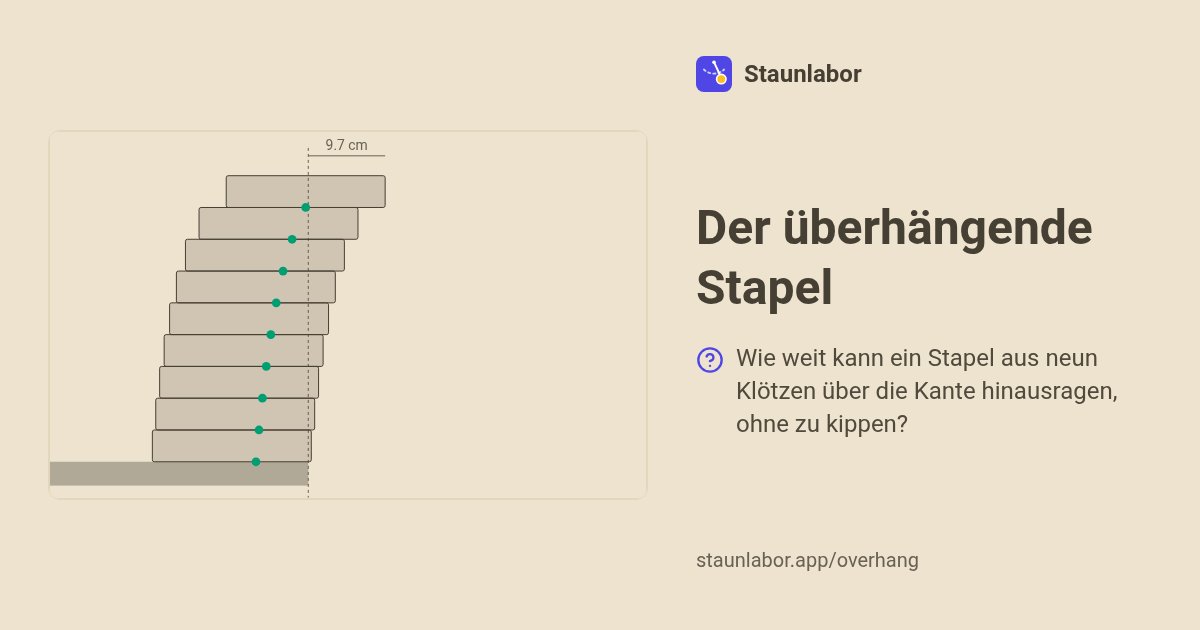 9.7 cm
Staunlabor
Der überhängende
Stapel
Wie weit kann ein Stapel aus neun
Klötzen über die Kante hinausragen,
ohne zu kippen?
staunlabor.app/overhang